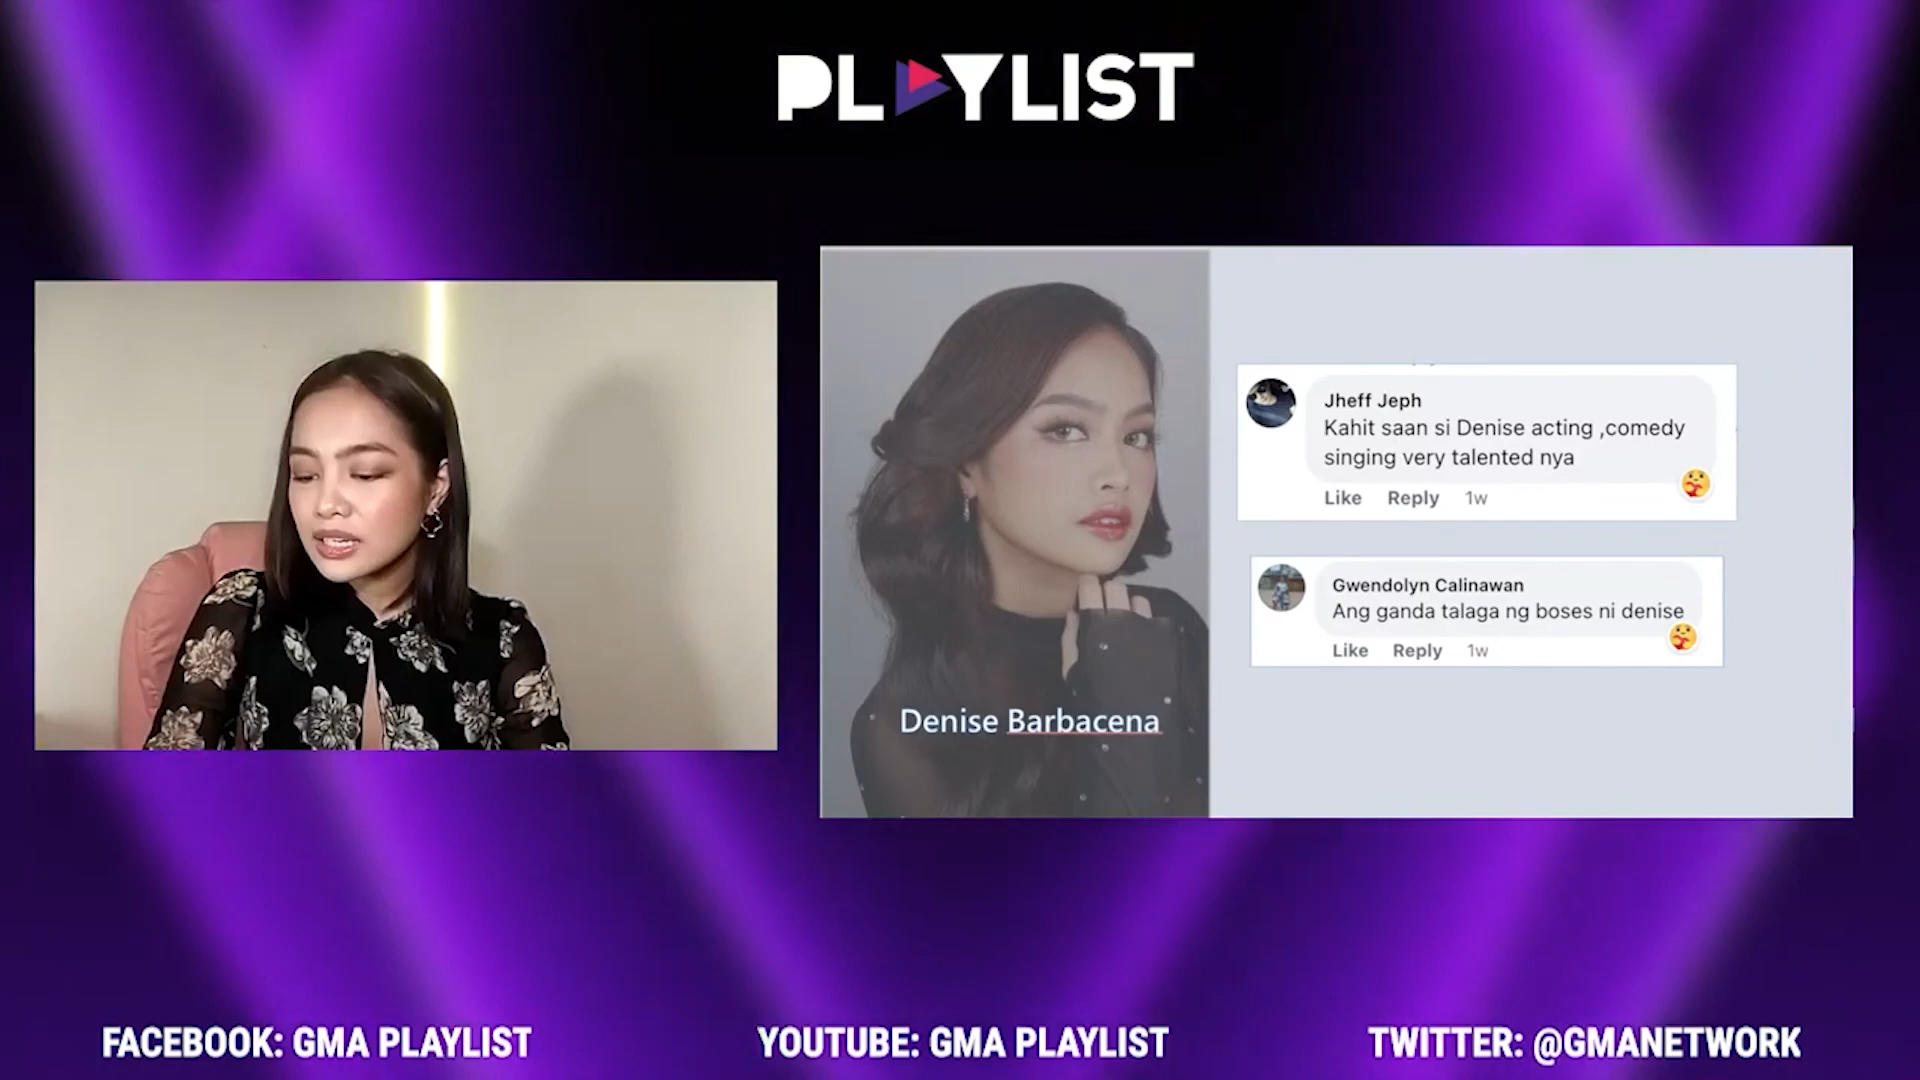 PLAYLIST
Jheff Jeph
Kahit saan si Denise acting ,comedy
singing very talented nya
Like Reply 1w
Gwendolyn Calinawan
Ang ganda talaga ng boses ni denise
Like Reply 1w
Denise Barbacena
FACEBOOK: GMA PLAYLIST
YOUTUBE: GMA PLAYLIST
TWITTER: @GMANETWORK